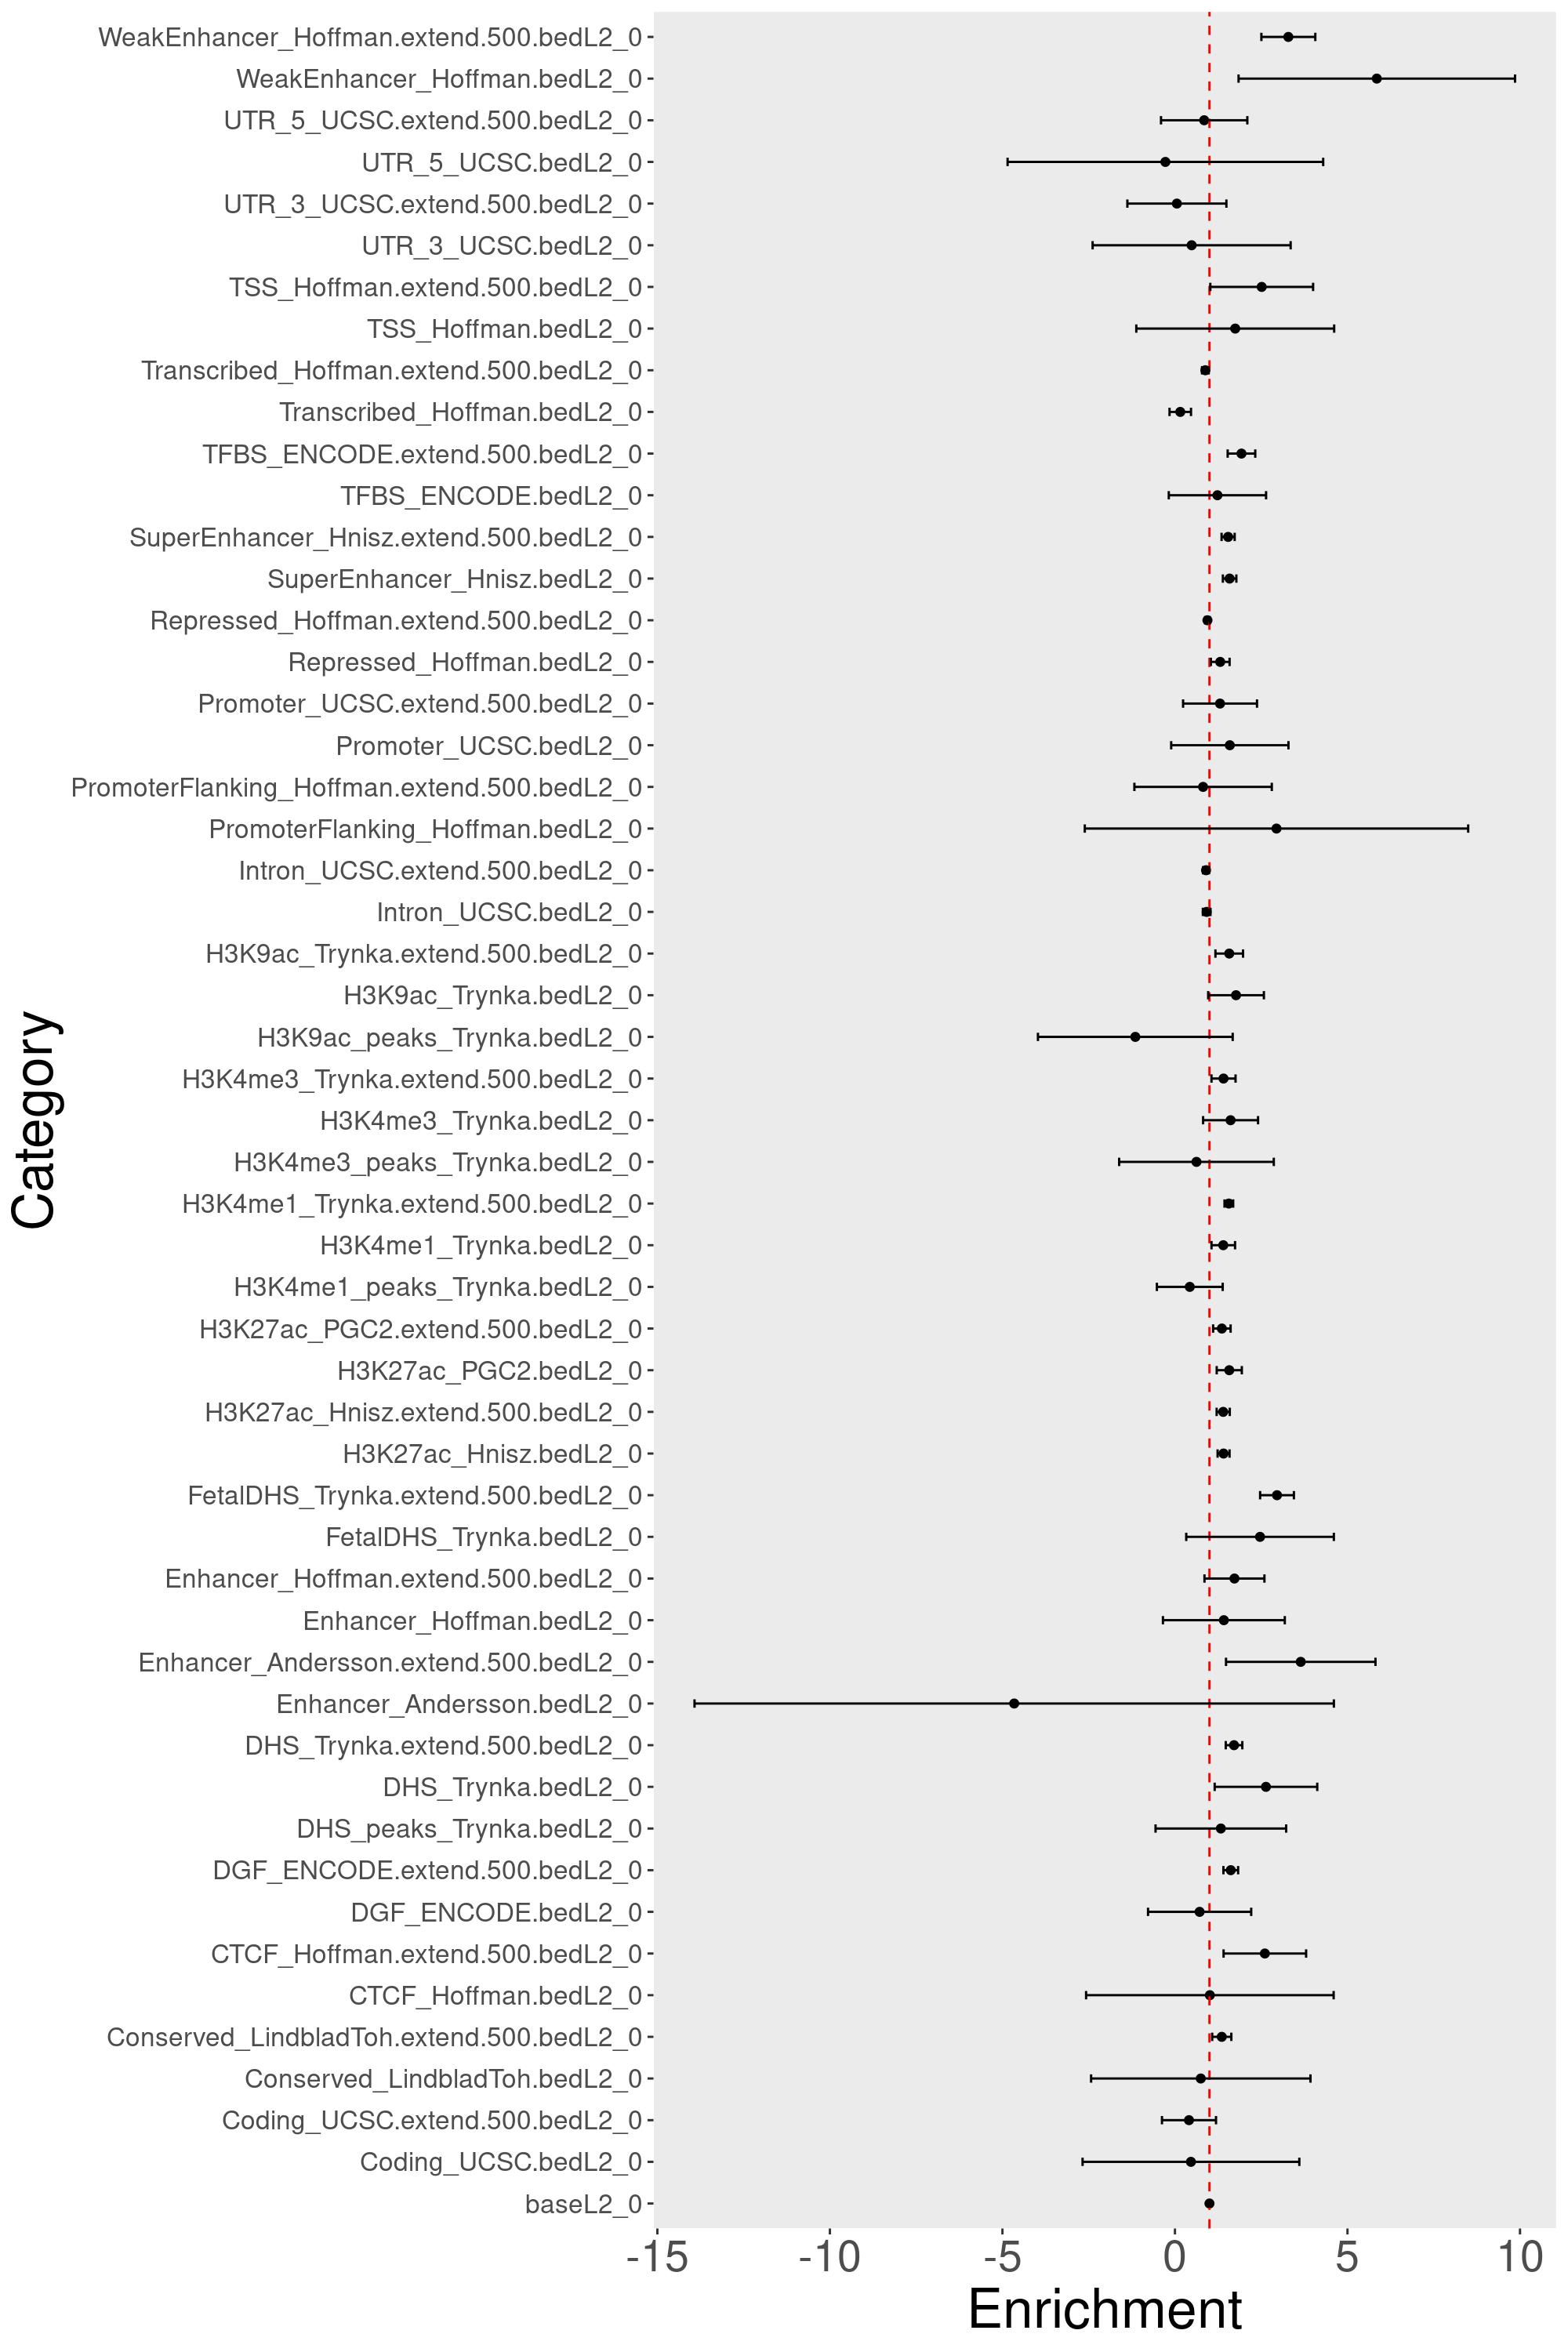 WeakEnhancer_Hoffman.extend.500.bedL2_0
WeakEnhancer_Hoffman.bedL2_0
UTR_5_UCSC.extend.500.bedL2_0
UTR_5_UCSC.bedL2_0
UTR_3_UCSC.extend.500.bedL2_0
UTR_3_UCSC.bedL2_0
TSS_Hoffman.extend.500.bedL2_0
TSS_Hoffman.bedL2_0
Transcribed_Hoffman.extend.500.bedL2_0
Transcribed_Hoffman.bedL2_0
TFBS_ENCODE.extend.500.bedL2_0
TFBS_ENCODE.bedL2_0
SuperEnhancer_Hnisz.extend.500.bedL2_0
SuperEnhancer_Hnisz.bedL2_0
Repressed_Hoffman.extend.500.bedL2_0
Repressed_Hoffman.bedL2_0
Promoter_UCSC.extend.500.bedL2_0
Promoter_UCSC.bedL2_0
PromoterFlanking_Hoffman.extend.500.bedL2_0
PromoterFlanking_Hoffman.bedL2_0
Intron_UCSC.extend.500.bedL2_0
Intron_UCSC.bedL2_0
H3K9ac_Trynka.extend.500.bedL2_0
H3K9ac_Trynka.bedL2_0
H3K9ac_peaks_Trynka.bedL2_0
H3K4me3_Trynka.extend.500.bedL2_0
H3K4me3_Trynka.bedL2_0
H3K4me3_peaks_Trynka.bedL2_0
H3K4me1_Trynka.extend.500.bedL2_0
H3K4me1_Trynka.bedL2_0
H3K4me1_peaks_Trynka.bedL2_0
H3K27ac_PGC2.extend.500.bedL2_0
H3K27ac_PGC2.bedL2_0
H3K27ac_Hnisz.extend.500.bedL2_0
H3K27ac_Hnisz.bedL2_0
FetalDHS_Trynka.extend.500.bedL2_0
FetalDHS_Trynka.bedL2_0
Enhancer_Hoffman.extend.500.bedL2_0
Enhancer_Hoffman.bedL2_0
Enhancer_Andersson.extend.500.bedL2_0
Enhancer_Andersson.bedL2_0
DHS_Trynka.extend.500.bedL2_0
DHS_Trynka.bedL2_0
DHS_peaks_Trynka.bedL2_0
DGF_ENCODE.extend.500.bedL2_0
DGF_ENCODE.bedL2_0
CTCF_Hoffman.extend.500.bedL2_0
CTCF_Hoffman.bedL2_0
Conserved_LindbladToh.extend.500.bedL2_0
Conserved_LindbladToh.bedL2_0
Coding_UCSC.extend.500.bedL2_0
Coding_UCSC.bedL2_0
baseL2_0
Category
-15 -10 -5 0 5 10
Enrichment